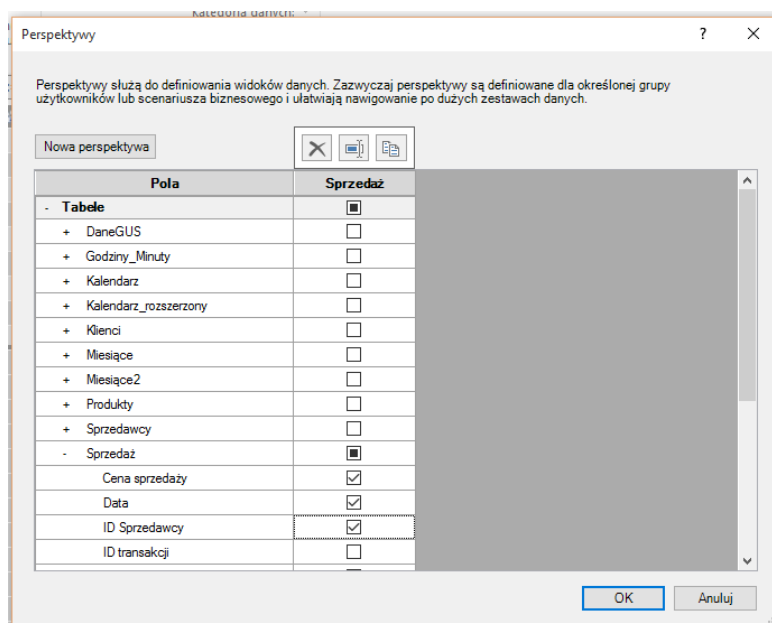 Kategoria danych:
Perspektywy
?
Perspektywy służą do definiowania widoków danych. Zazwyczaj perspektywy są definiowane dla określonej grupy
użytkowników lub scenariusza biznesowego i ułatwiają nawigowanie po dużych zestawach danych.
Nowa perspektywa
Pola Sprzedaż
- Tabele
+ DaneGUS
+ Godziny_Minuty
+ Kalendarz
+ Kalendarz_rozszerzony
+ Klienci
+ Miesiące
+ Miesiące2
+ Produkty
+ Sprzedawcy
- Sprzedaż
Cena sprzedaży
Data
ID Sprzedawcy
ID transakcji
OK Anuluj